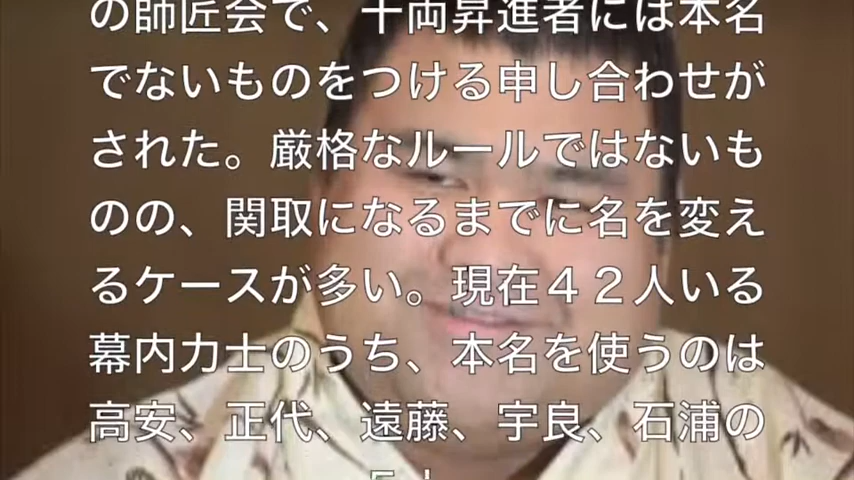 の師匠会で、十両昇進者には本名
でないものをつける申し合わせが
された。厳格なルールではないも
のの、関取になるまでに名を変え
るケースが多い。現在４２人いる
幕内力士のうち、本名を使うのは
高安、正代、遠藤、宇良、石浦の